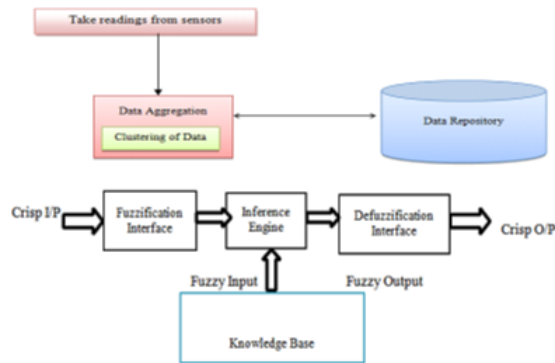 Take readings from sensors
Data Aggregation
Clustering of Data
Data Repository
Crisp I/P
Fuzzification
Interface
Inference
Engine
Defuzzification
Interface
Crisp O/P
Fuzzy Input
Fuzzy Output
Knowledge Base